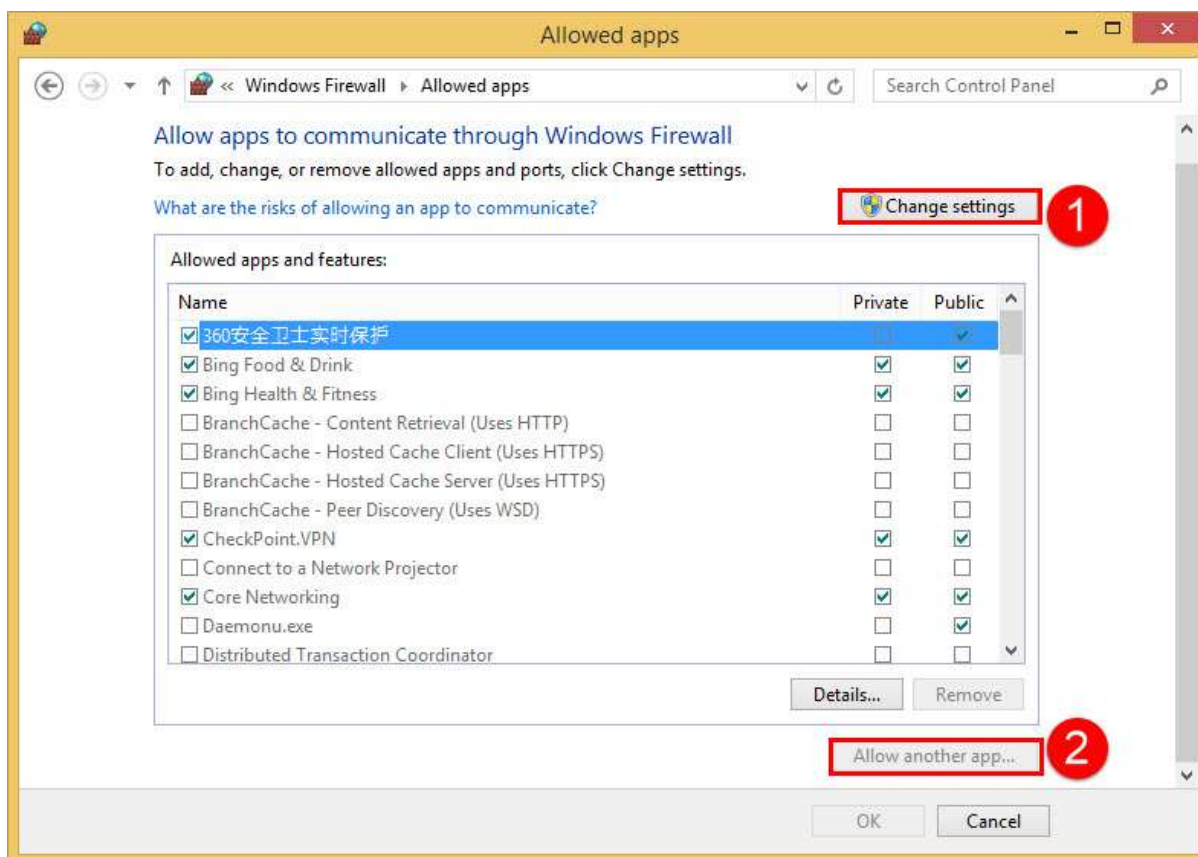 Allowed apps
« Windows Firewall Allowed apps
Search Control Panel
Allow apps to communicate through Windows Firewall
To add, change, or remove allowed apps and ports, click Change settings.
What are the risks of allowing an app to communicate?
Change settings
1
Allowed apps and features:
Name Private Public
360安全卫士实时保护
Bing Food & Drink
Bing Health & Fitness
BranchCache - Content Retrieval (Uses HTTP)
BranchCache - Hosted Cache Client (Uses HTTPS)
BranchCache - Hosted Cache Server (Uses HTTPS)
BranchCache - Peer Discovery (Uses WSD)
CheckPoint.VPN
Connect to a Network Projector
Core Networking
Daemonu.exe
Distributed Transaction Coordinator
Details... Remove
Allow another app...
2
OK Cancel